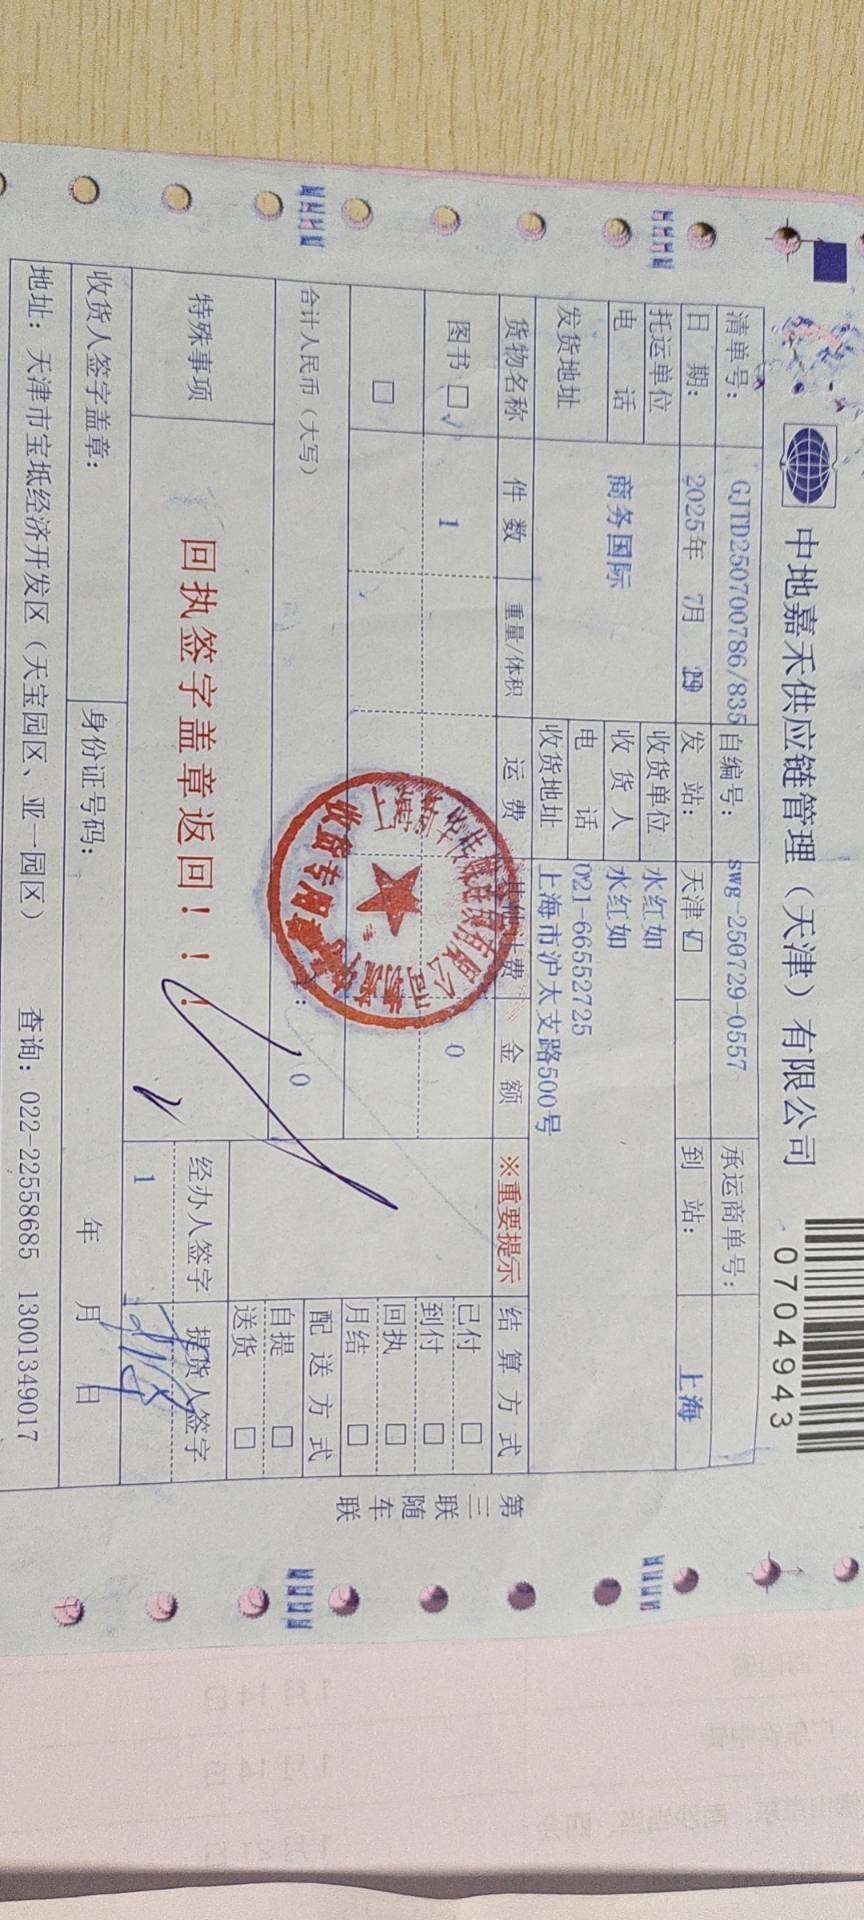 中地嘉禾供应链管理（天津）有限公司
0704943
清单号： GJTD250700786/835 自编号： swg-250729-0557 承运商单号：
日 期： 2025年 7月 29 发 站： 天津 到 站： 上海
托运单位 收货单位 水红如
电 话 商务国际 收货人 水红如
电 话 021-66552725
发货地址 收货地址 上海市沪太支路500号
货物名称 件 数 重量/体积 运 费 其他计费 金 额 ※重要提示 结 算 方 式
图书 □√ 1 0 已付 □
到付 □
□ 回执 □
月结 □
合计人民币（大写） ： 0 配 送 方 式
自提 □
特殊事项 回执签字盖章返回！！！ 送货 □
经办人签字 提货人签字
1
收货人签字盖章： 身份证号码： 年 月 日
地址：天津市宝坻经济开发区（天宝园区、亚一园区） 查询：022-22558685 13001349017
第三联 随车联
收货专用章